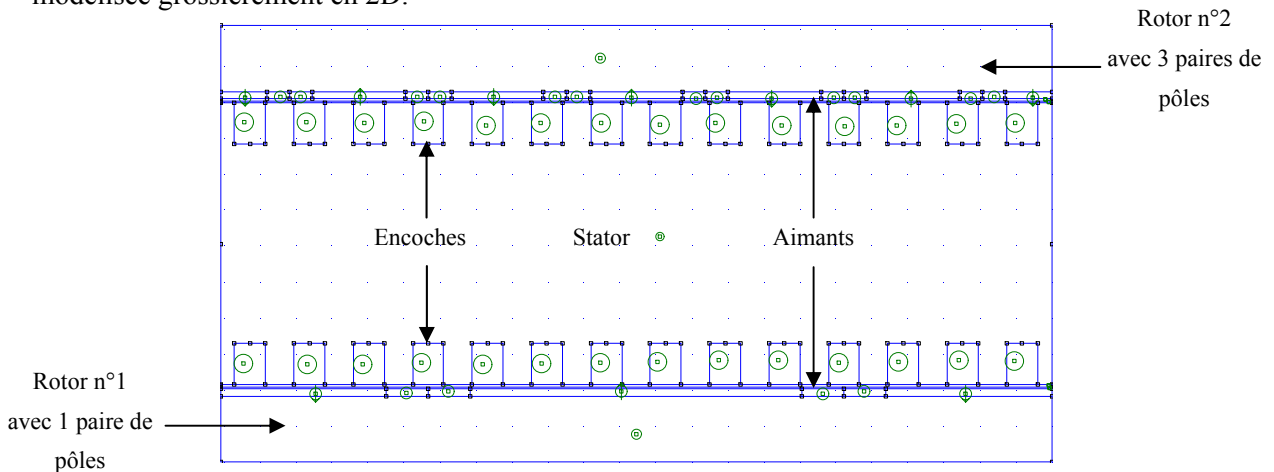 modélisée grossièrement en 2D.
Rotor n°2
avec 3 paires de
pôles
Encoches
Stator
Aimants
Rotor n°1
avec 1 paire de
pôles